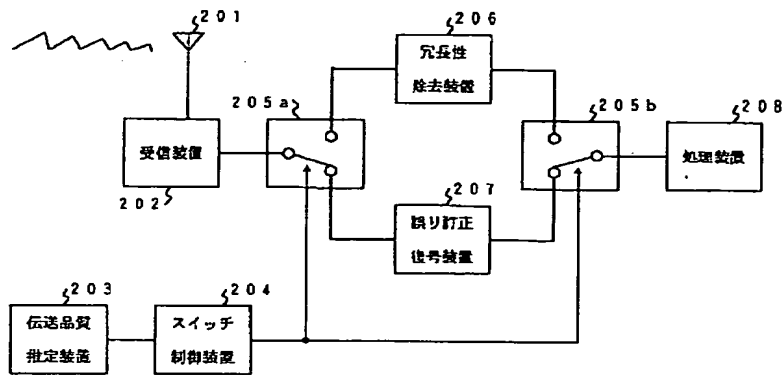 201
206
冗長性
除去装置
205a
205b
208
受信装置
処理装置
202
207
誤り訂正
復号装置
203
204
伝送品質
推定装置
スイッチ
制御装置